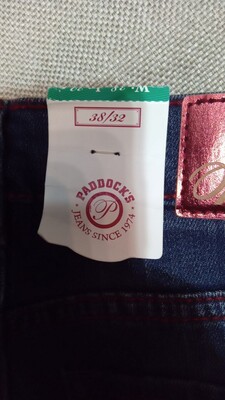 38/32
PADDOCK'S
P
JEANS SINCE 1974